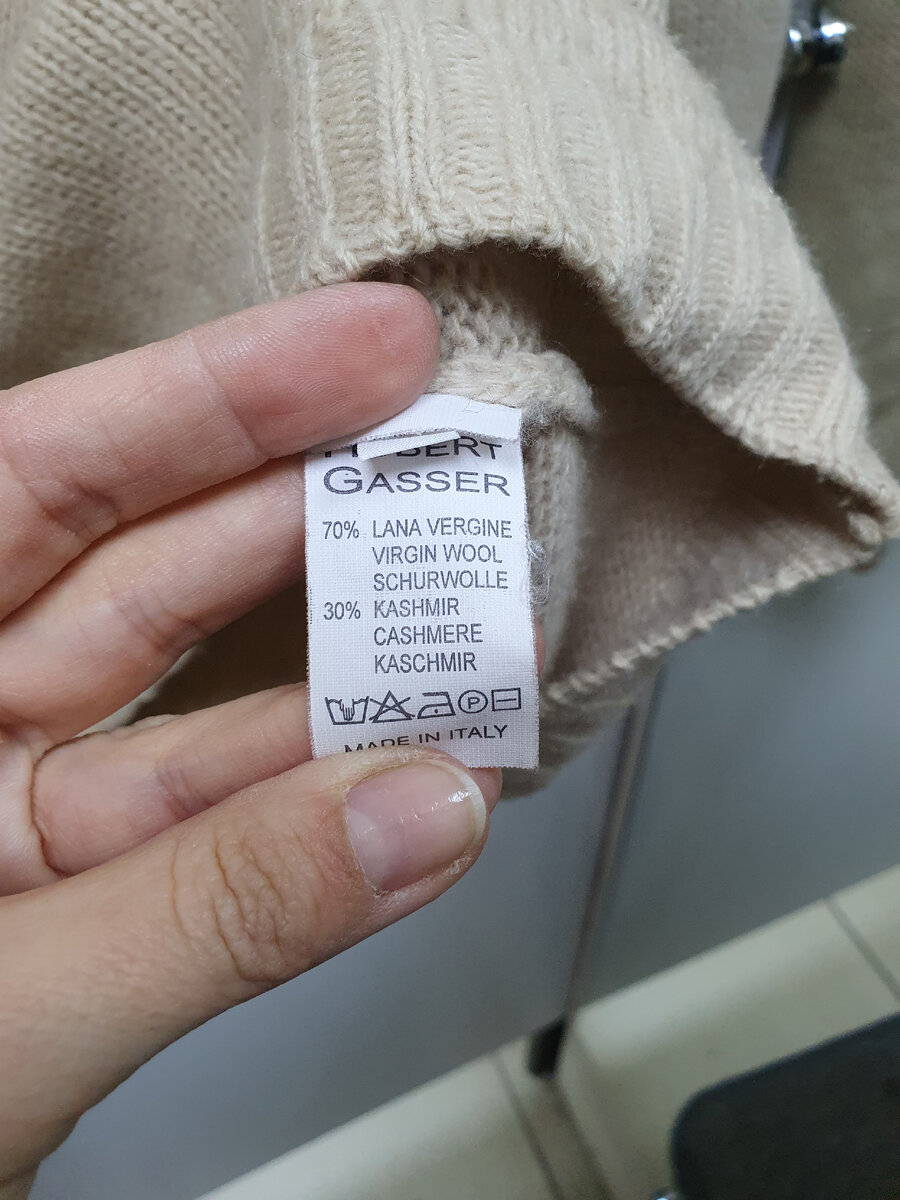 GASSER
70% LANA VERGINE
VIRGIN WOOL
SCHURWOLLE
30% KASHMIR
CASHMERE
KASCHMIR
P
MADE IN ITALY